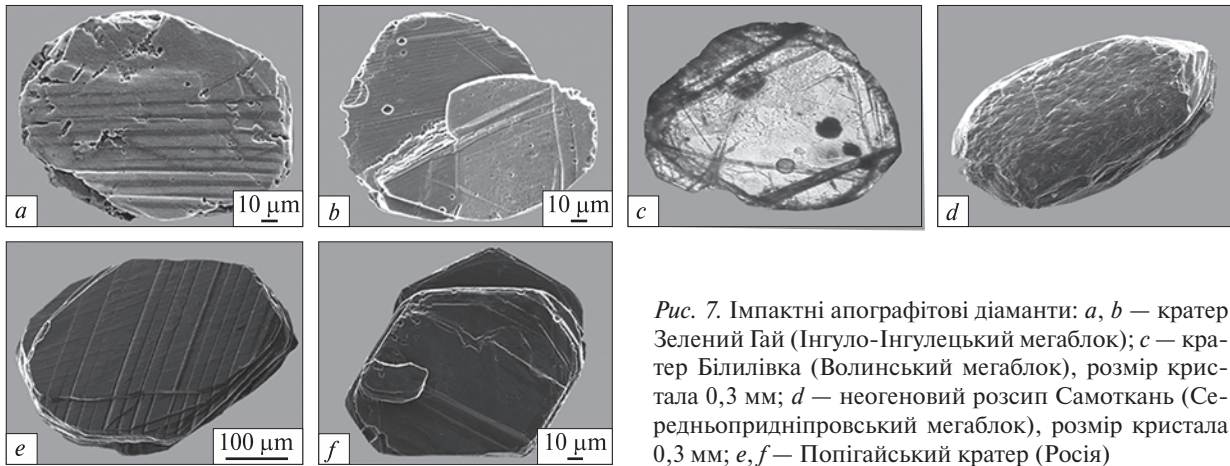 a
10 μm
b
10 μm
c
d
e
100 μm
f
10 μm
Рис. 7. Імпактні апографітові діаманти: a, b — кратер
Зелений Гай (Інгуло-Інгулецький мегаблок); c — кра-
тер Білилівка (Волинський мегаблок), розмір крис-
тала 0,3 мм; d — неогеновий розсип Самоткань (Се-
редньопридніпровський мегаблок), розмір кристала
0,3 мм; e, f — Попігайський кратер (Росія)